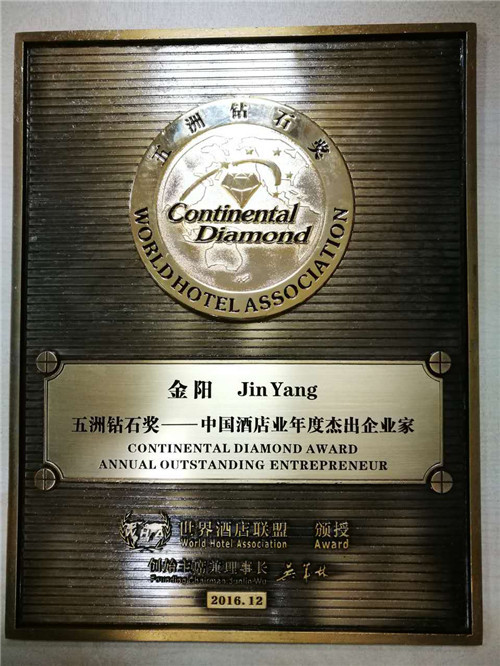 五洲钻石奖
Continental
Diamond
WORLD HOTEL ASSOCIATION
金阳 Jin Yang
五洲钻石奖——中国酒店业年度杰出企业家
CONTINENTAL DIAMOND AWARD
ANNUAL OUTSTANDING ENTREPRENEUR
世界酒店联盟 颁授
World Hotel Association Award
创始主席兼理事长
Founding Chairman Junlin Wu
2016.12